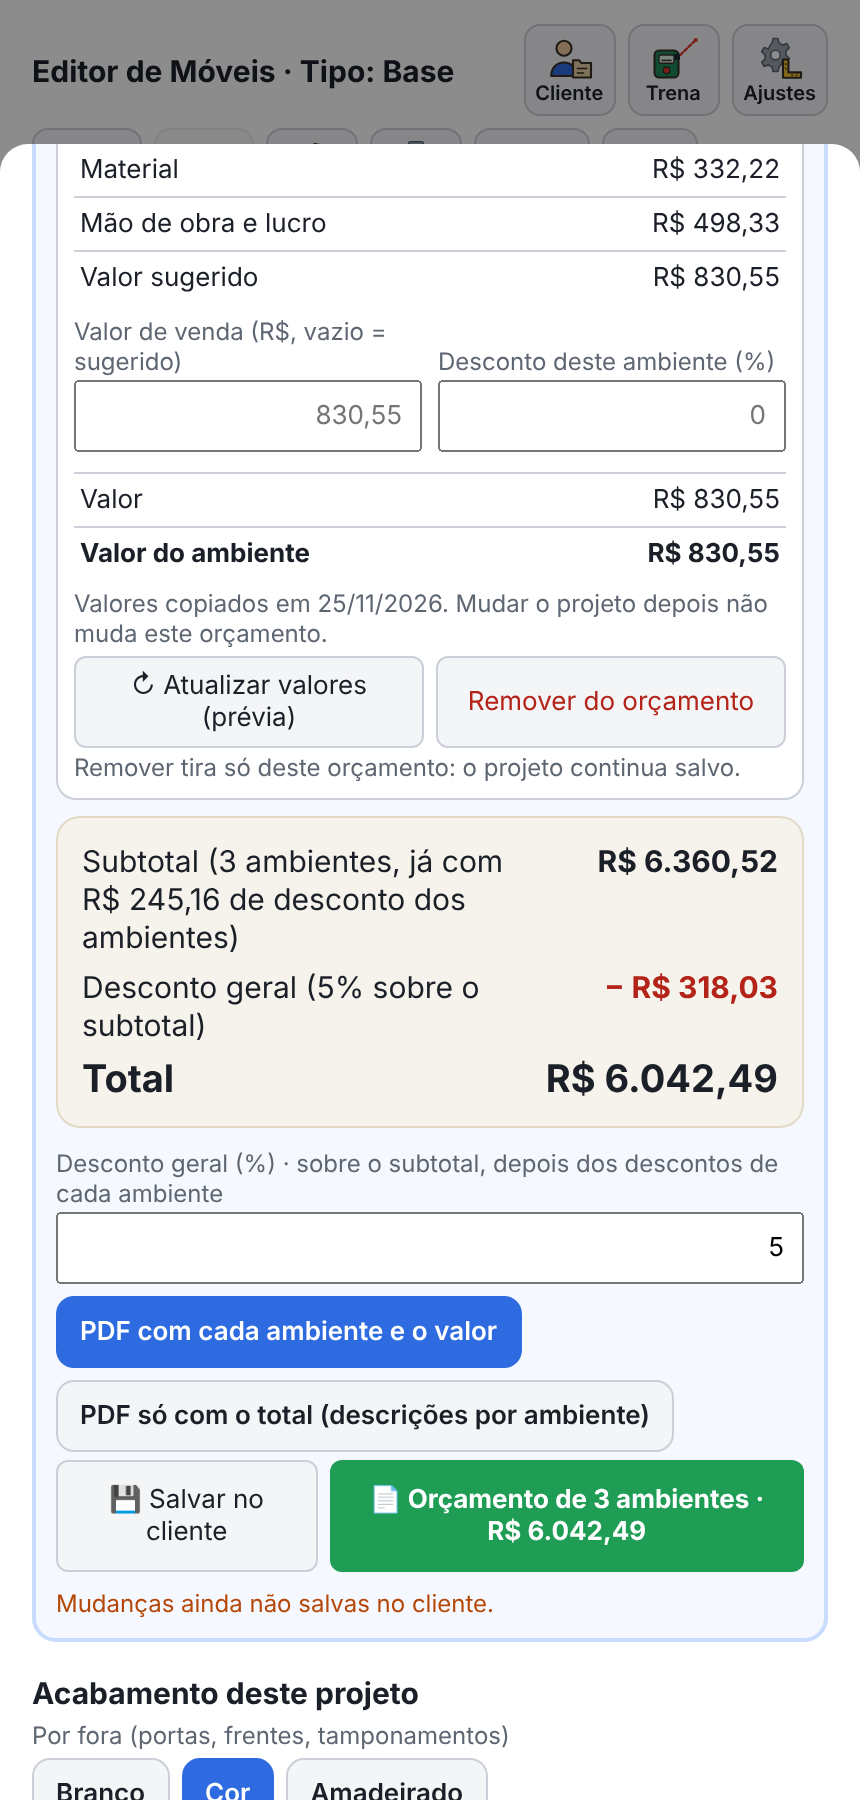 Editor de Móveis · Tipo: Base
Cliente
Trena
Ajustes
Material R$ 332,22
Mão de obra e lucro R$ 498,33
Valor sugerido R$ 830,55
Valor de venda (R$, vazio =
sugerido)
Desconto deste ambiente (%)
830,55
0
Valor R$ 830,55
Valor do ambiente R$ 830,55
Valores copiados em 25/11/2026. Mudar o projeto depois não
muda este orçamento.
↻ Atualizar valores
(prévia)
Remover do orçamento
Remover tira só deste orçamento: o projeto continua salvo.
Subtotal (3 ambientes, já com R$ 6.360,52
R$ 245,16 de desconto dos
ambientes)
Desconto geral (5% sobre o − R$ 318,03
subtotal)
Total R$ 6.042,49
Desconto geral (%) · sobre o subtotal, depois dos descontos de
cada ambiente
5
PDF com cada ambiente e o valor
PDF só com o total (descrições por ambiente)
💾 Salvar no
cliente
📄 Orçamento de 3 ambientes ·
R$ 6.042,49
Mudanças ainda não salvas no cliente.
Acabamento deste projeto
Por fora (portas, frentes, tamponamentos)
Branco
Cor
Amadeirado